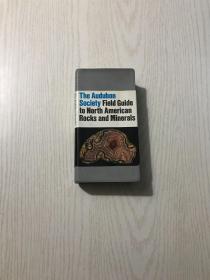 The Audubon
Society Field Guide
to North American
Rocks and Minerals